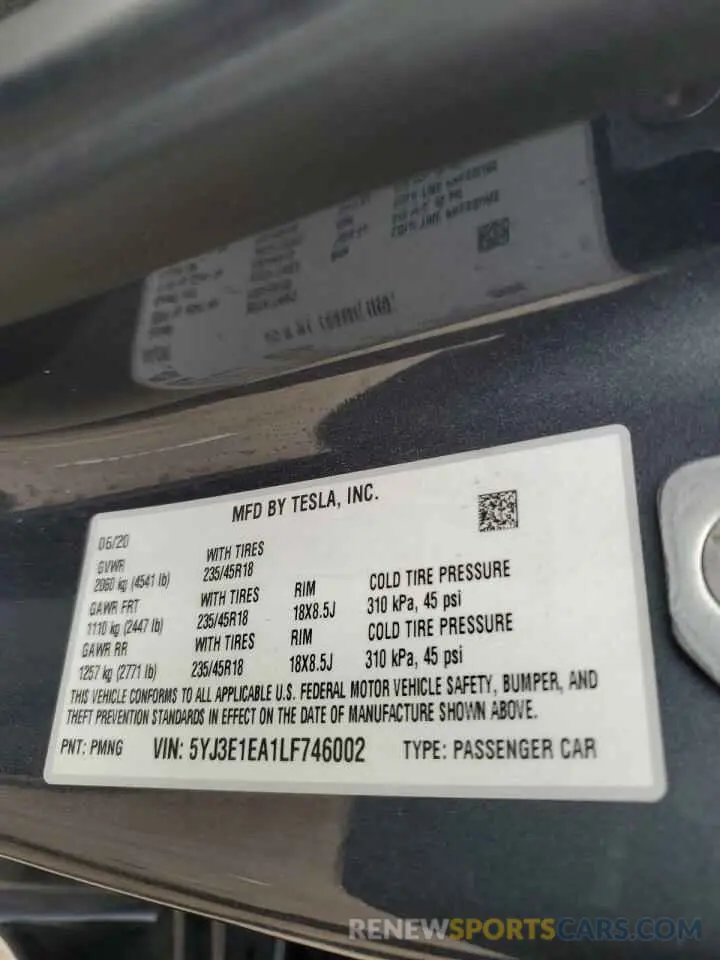 MFD BY TESLA, INC.
06/20
GVWR WITH TIRES
2060 kg (4541 lb) 235/45R18
GAWR FRT WITH TIRES RIM COLD TIRE PRESSURE
1110 kg (2447 lb) 235/45R18 18X8.5J 310 kPa, 45 psi
GAWR RR WITH TIRES RIM COLD TIRE PRESSURE
1257 kg (2771 lb) 235/45R18 18X8.5J 310 kPa, 45 psi
THIS VEHICLE CONFORMS TO ALL APPLICABLE U.S. FEDERAL MOTOR VEHICLE SAFETY, BUMPER, AND
THEFT PREVENTION STANDARDS IN EFFECT ON THE DATE OF MANUFACTURE SHOWN ABOVE.
PNT: PMNG VIN: 5YJ3E1EA1LF746002 TYPE: PASSENGER CAR
RENEWSPORTSCARS.COM